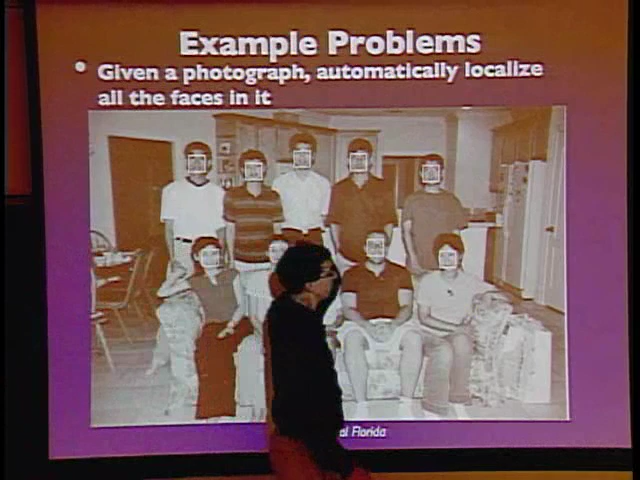 Example Problems
• Given a photograph, automatically localize
all the faces in it
al Florida